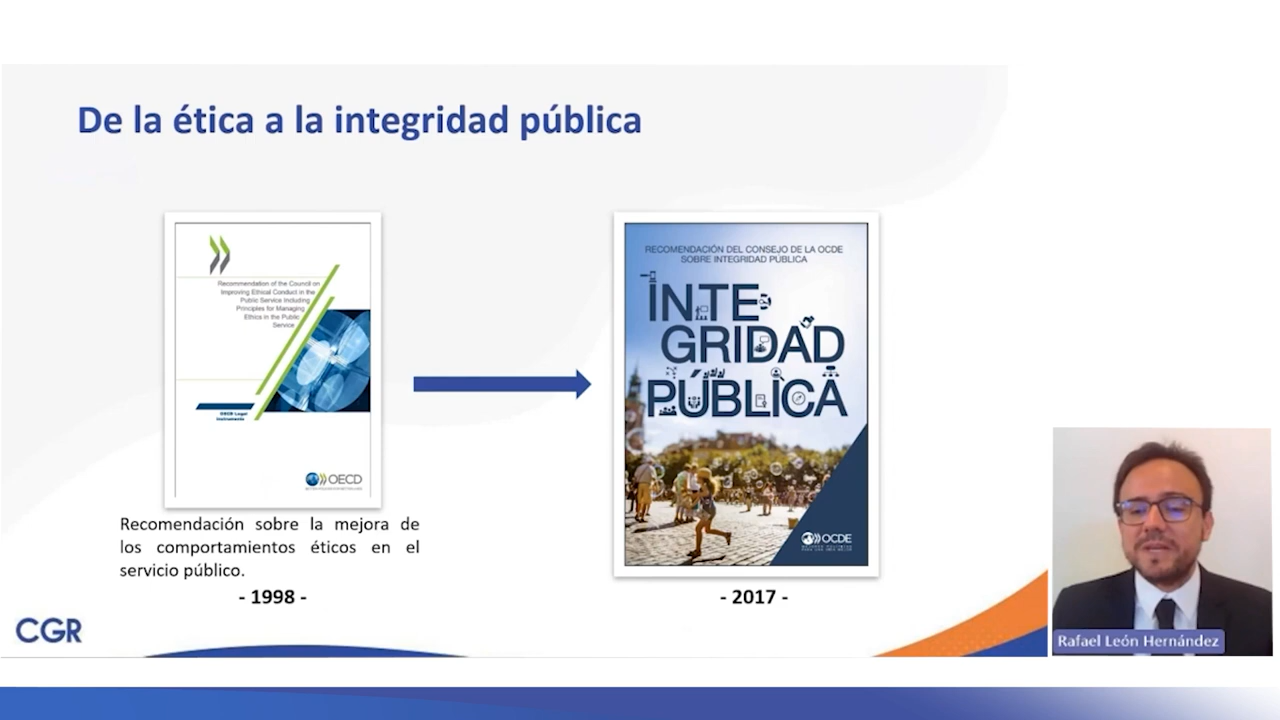 De la ética a la integridad pública
Recommendation of the Council on
Improving Ethical Conduct in the
Public Service Including
Principles for Managing
Ethics in the Public
Service
OECD Legal
Instruments
OECD
Recomendación sobre la mejora de
los comportamientos éticos en el
servicio público.
- 1998 -
RECOMENDACIÓN DEL CONSEJO DE LA OCDE
SOBRE INTEGRIDAD PÚBLICA
INTE
GRIDAD
PÚBLICA
OCDE
- 2017 -
CGR
Rafael León Hernández